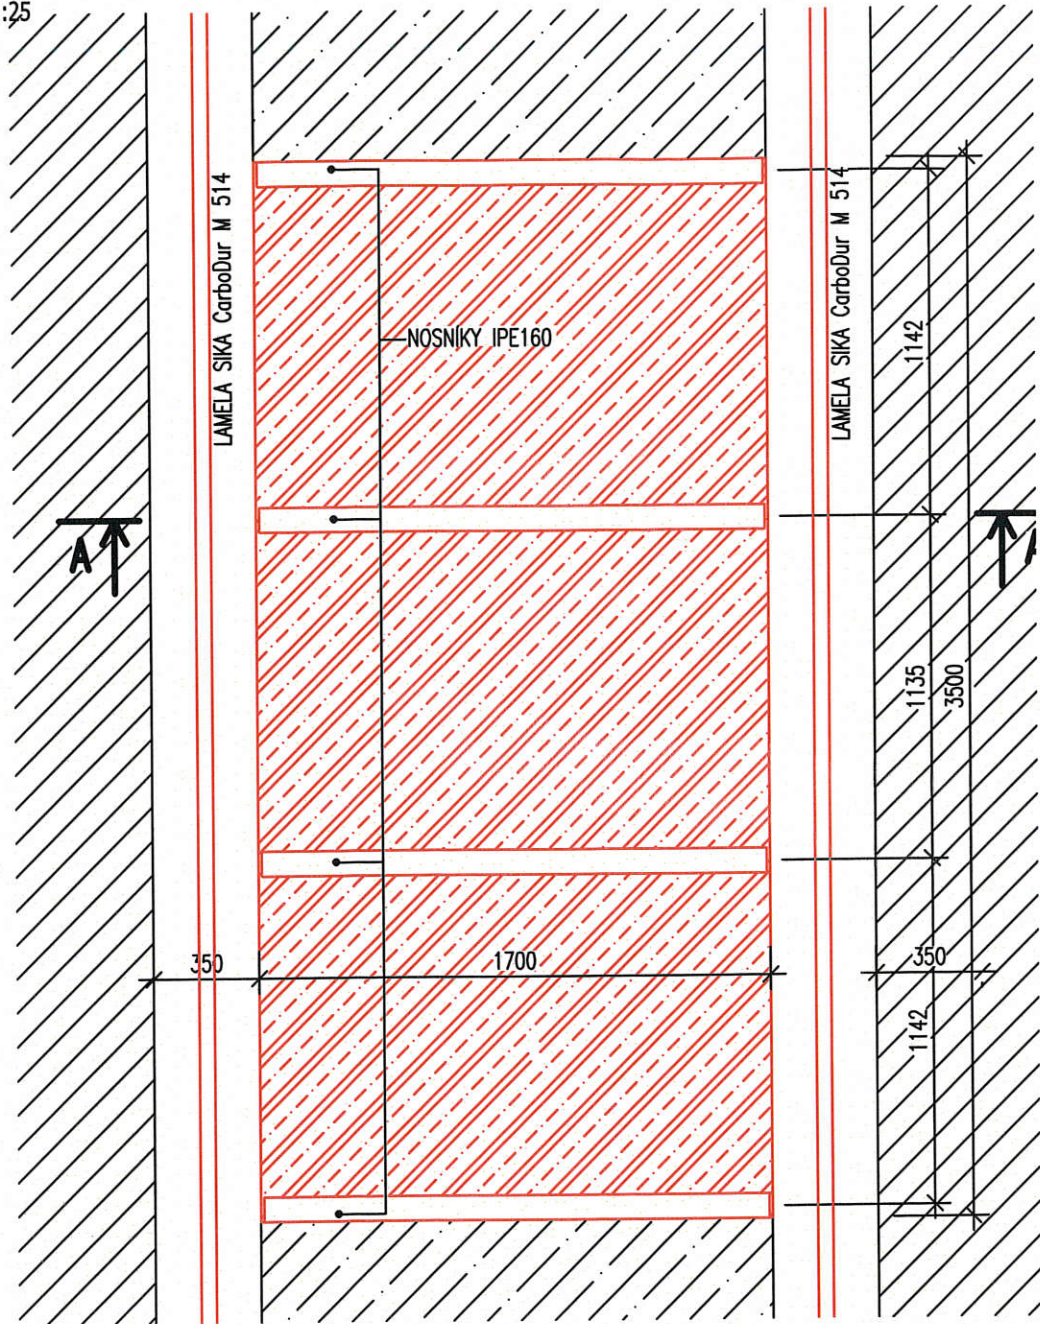 :25
LAMELA SIKA CarboDur M 514
LAMELA SIKA CarboDur M 514
NOSNÍKY IPE160
1142
A
A
1135
3500
350
1700
350
1142